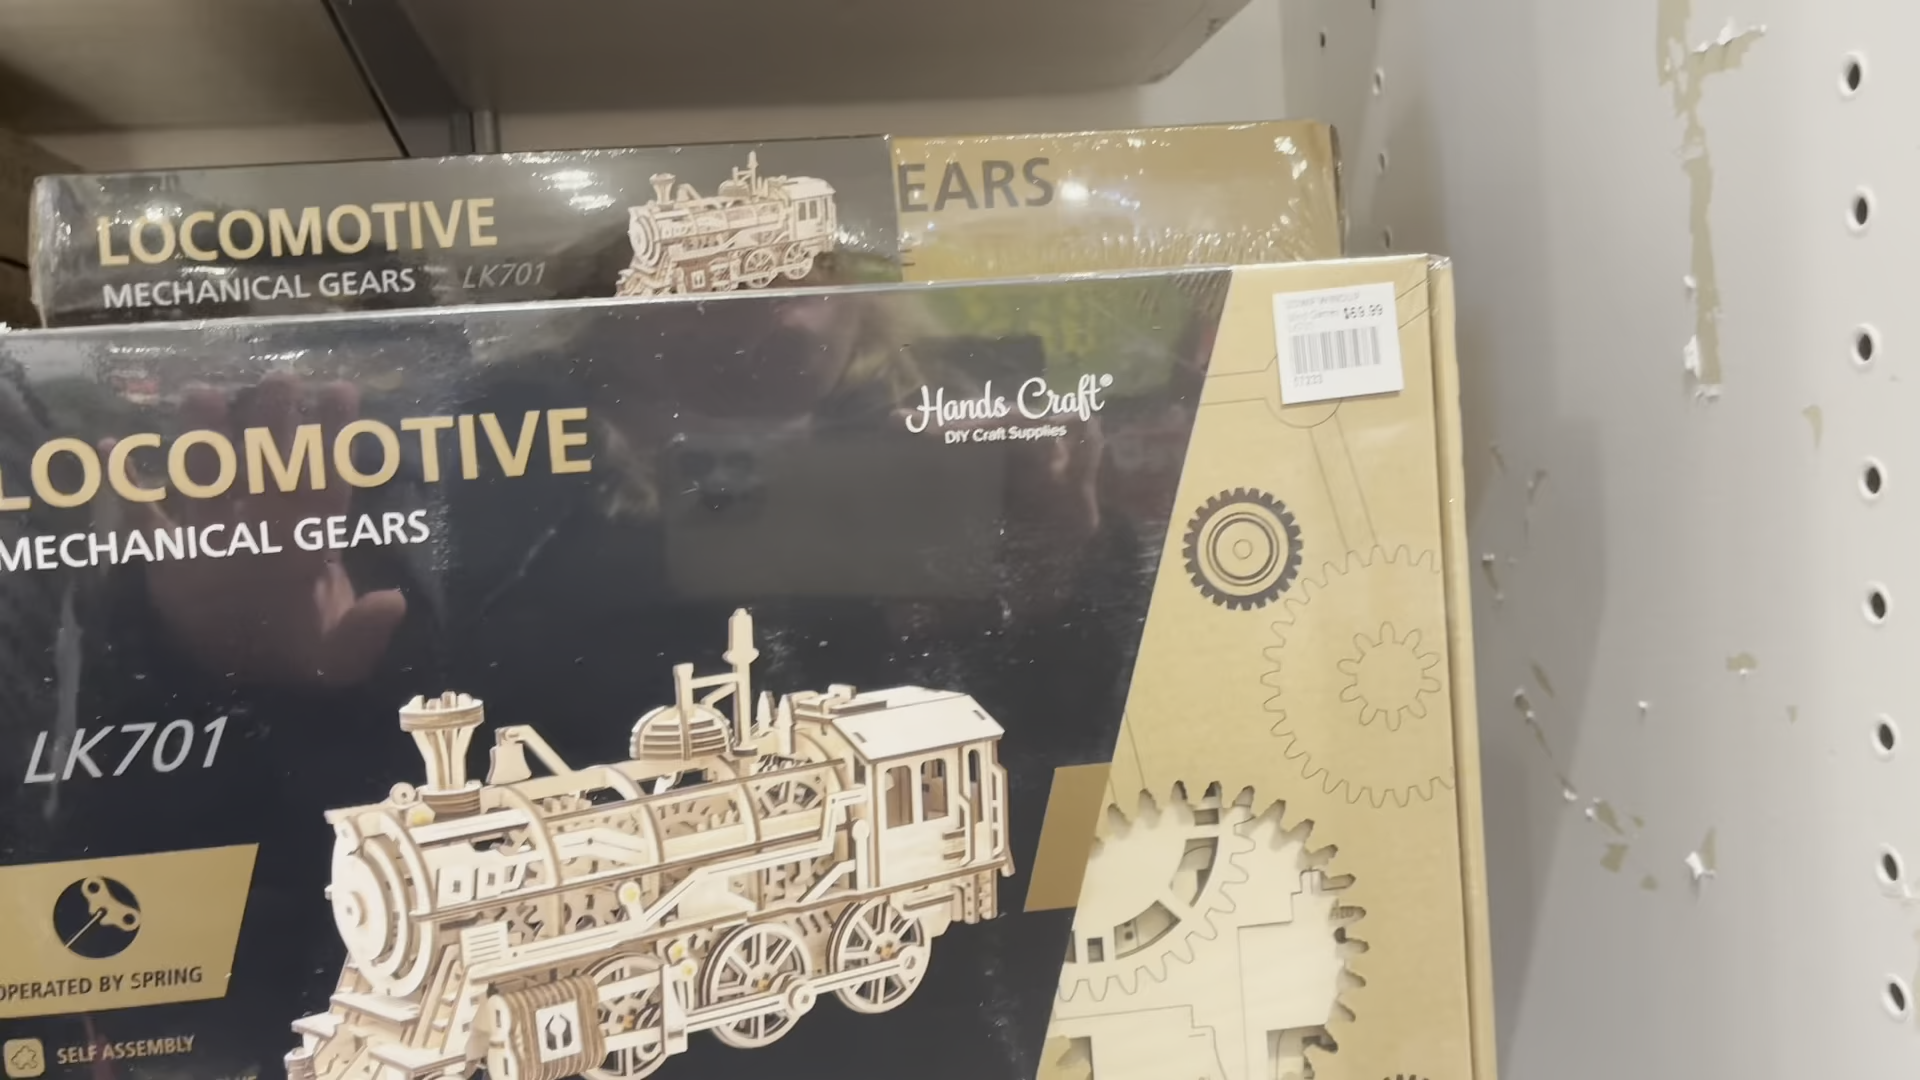 LOCOMOTIVE
MECHANICAL GEARS LK701
EARS
$69.99
17233
Hands Craft®
DIY Craft Supplies
LOCOMOTIVE
MECHANICAL GEARS
LK701
OPERATED BY SPRING
SELF ASSEMBLY